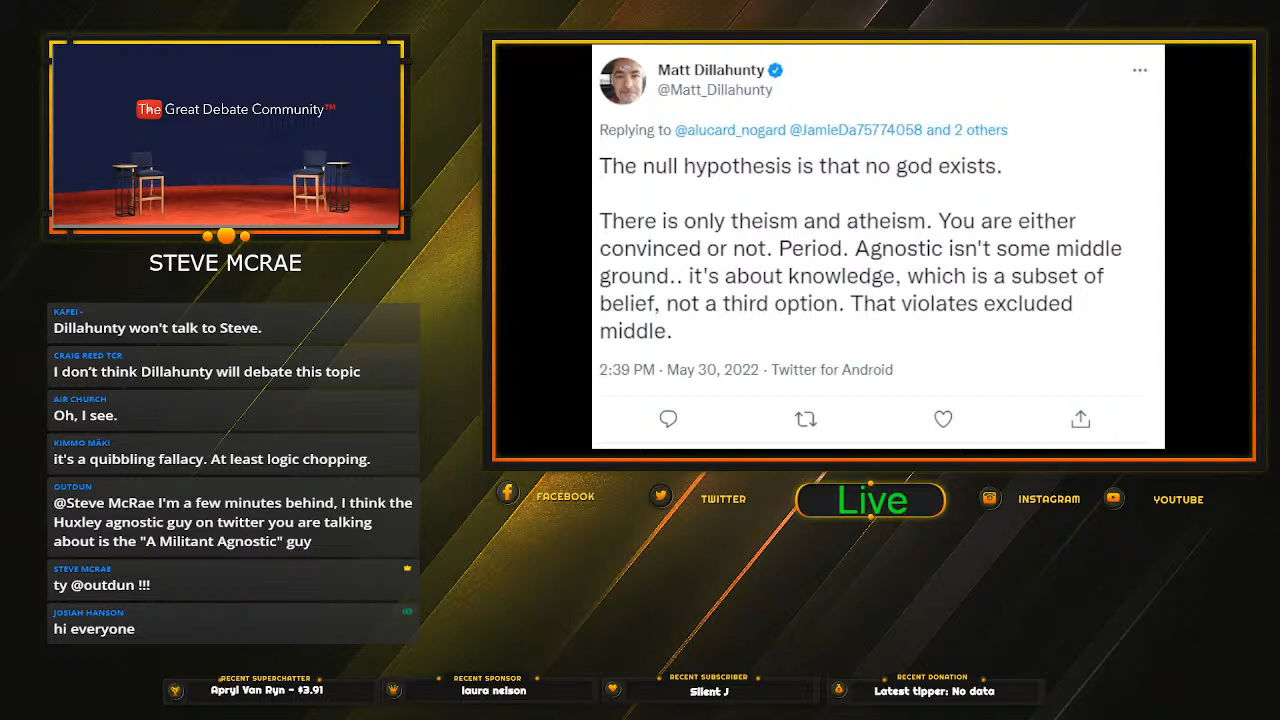 The Great Debate Community™
STEVE MCRAE
KAFEI -
Dillahunty won't talk to Steve.
CRAIG REED TCR
I don't think Dillahunty will debate this topic
AIR CHURCH
Oh, I see.
KIMMO MÄKI
it's a quibbling fallacy. At least logic chopping.
OUTDUN
@Steve McRae I'm a few minutes behind, I think the
Huxley agnostic guy on twitter you are talking
about is the "A Militant Agnostic" guy
STEVE MCRAE
ty @outdun !!!
JOSIAH HANSON
hi everyone
Matt Dillahunty
@Matt_Dillahunty
Replying to @alucard_nogard @JamieDa75774058 and 2 others
The null hypothesis is that no god exists.
There is only theism and atheism. You are either
convinced or not. Period. Agnostic isn't some middle
ground.. it's about knowledge, which is a subset of
belief, not a third option. That violates excluded
middle.
2:39 PM · May 30, 2022 · Twitter for Android
FACEBOOK
TWITTER
Live
INSTAGRAM
YOUTUBE
RECENT SUPERCHATTER
Apryl Van Ryn - $3.91
RECENT SPONSOR
laura nelson
RECENT SUBSCRIBER
Silent J
RECENT DONATION
Latest tipper: No data